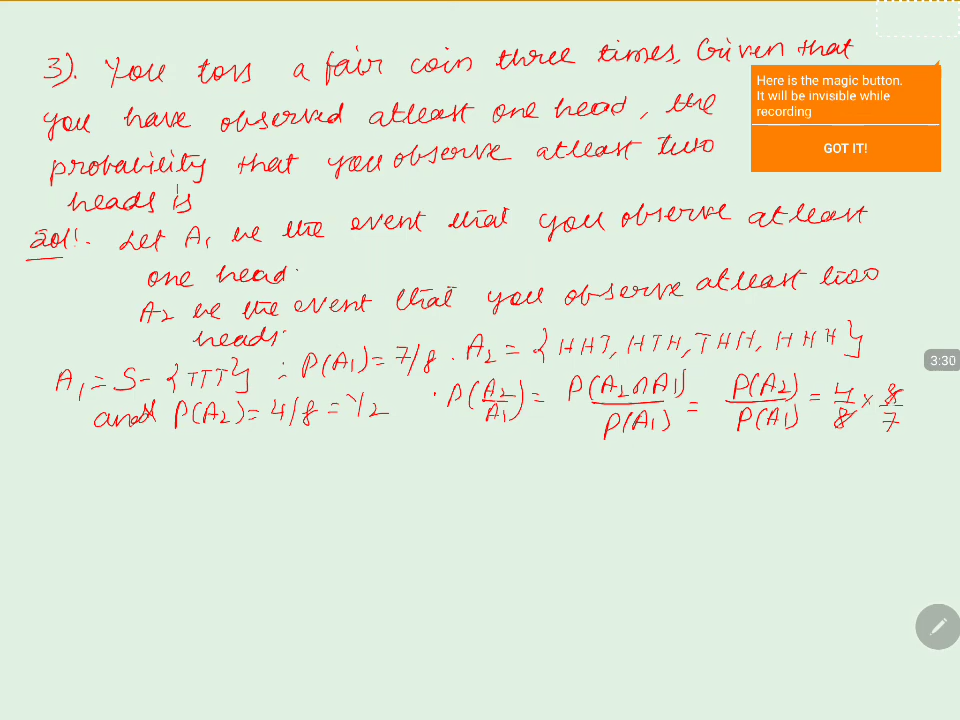 3). You toss a fair coin three times. Given that
you have observed atleast one head, the
probability that you observe atleast two
heads is
Sol:. Let A₁ be the event that you observe atleast
one head.
A₂ be the event that you observe atleast two
heads.
A₁ = S - {TTT} ∴ P(A₁) = 7/8 . A₂ = {HHT, HTH, THH, HHH}
and P(A₂) = 4/8 = 1/2 . P(A₂/A₁) = P(A₂∩A₁)/P(A₁) = P(A₂)/P(A₁) = 4/8 × 8/7
Here is the magic button.
It will be invisible while
recording
GOT IT!
3:30